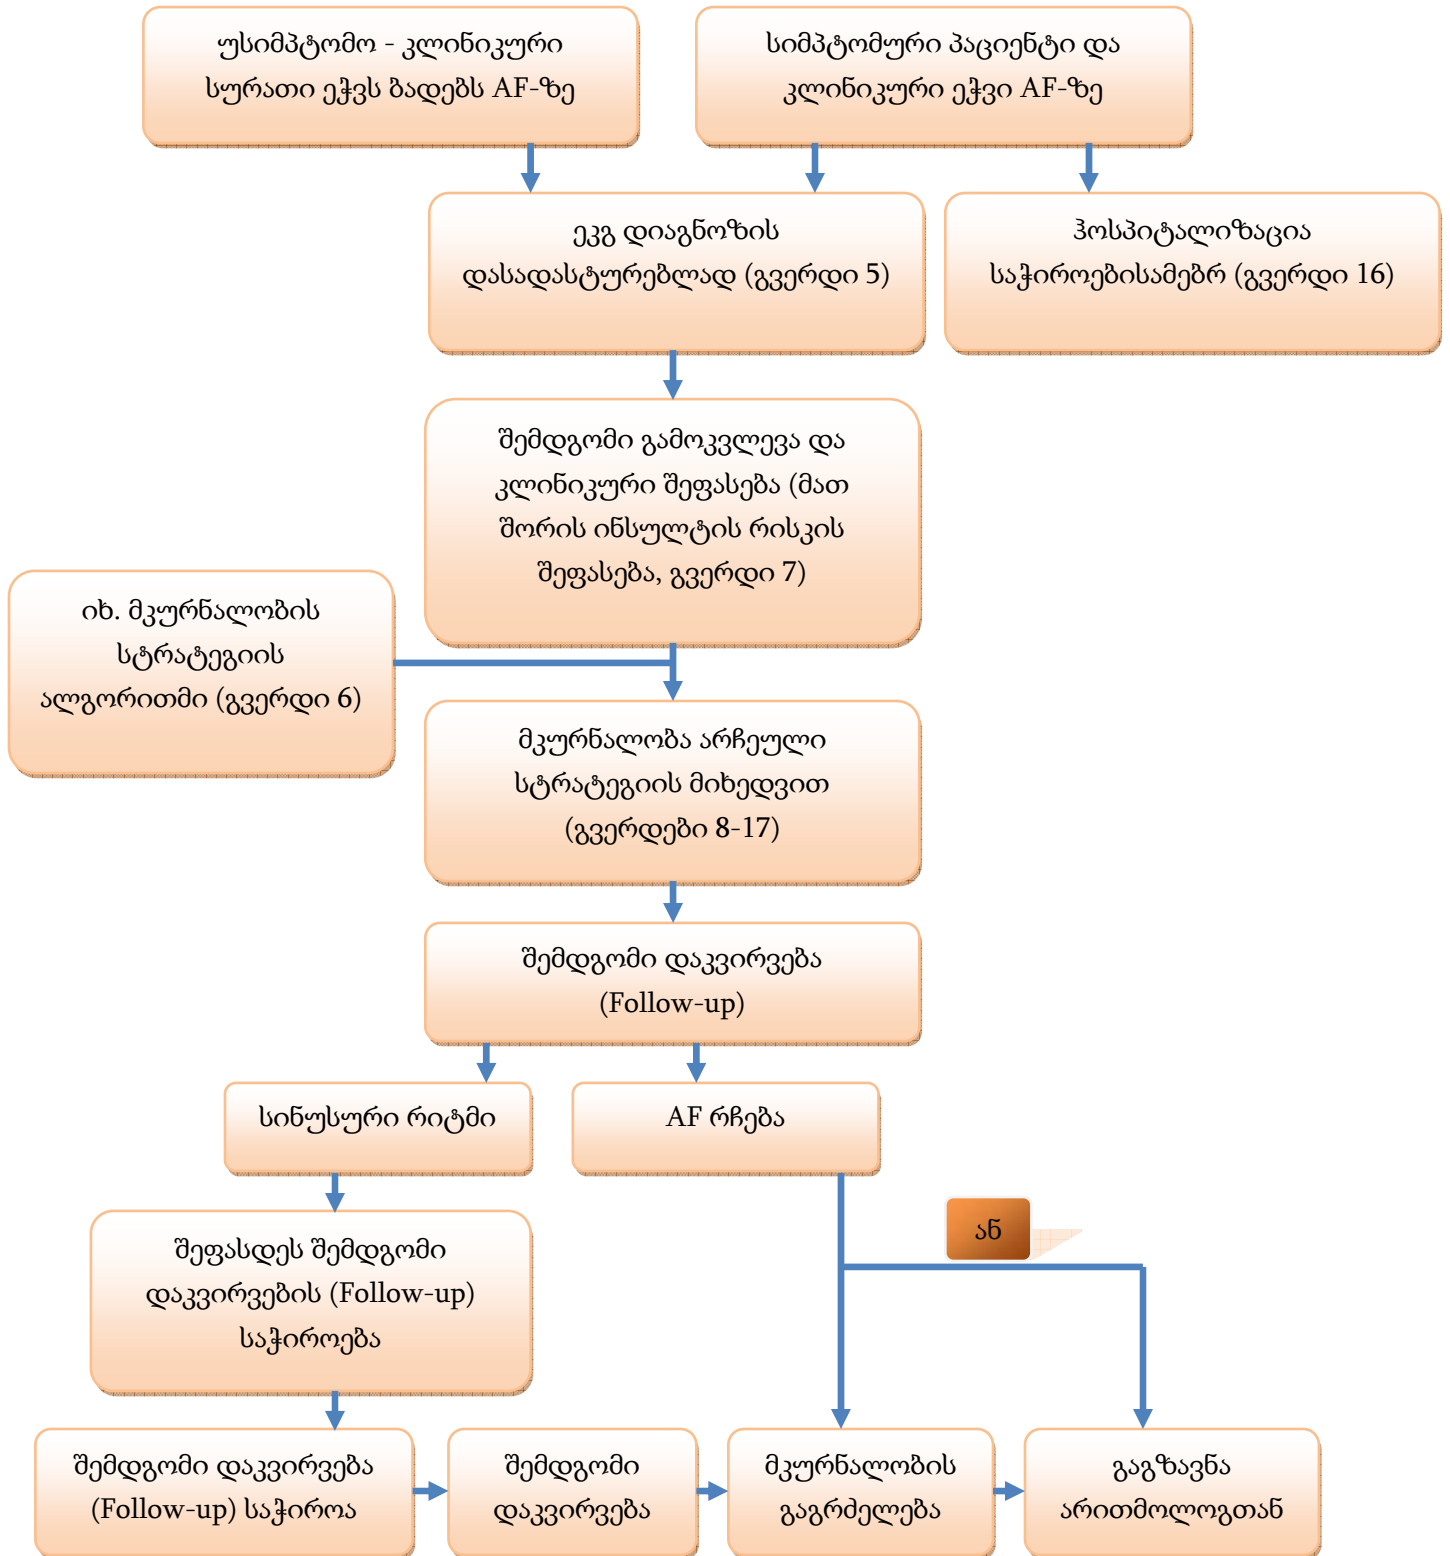 უსიმპტომო - კლინიკური
სურათი ეჭვს ბადებს AF-ზე
სიმპტომური პაციენტი და
კლინიკური ეჭვი AF-ზე
ეკგ დიაგნოზის
დასადასტურებლად (გვერდი 5)
ჰოსპიტალიზაცია
საჭიროებისამებრ (გვერდი 16)
შემდგომი გამოკვლევა და
კლინიკური შეფასება (მათ
შორის ინსულტის რისკის
შეფასება, გვერდი 7)
იხ. მკურნალობის
სტრატეგიის
ალგორითმი (გვერდი 6)
მკურნალობა არჩეული
სტრატეგიის მიხედვით
(გვერდები 8-17)
შემდგომი დაკვირვება
(Follow-up)
სინუსური რიტმი
AF რჩება
ან
შეფასდეს შემდგომი
დაკვირვების (Follow-up)
საჭიროება
შემდგომი დაკვირვება
(Follow-up) საჭიროა
შემდგომი
დაკვირვება
მკურნალობის
გაგრძელება
გაგზავნა
არითმოლოგთან